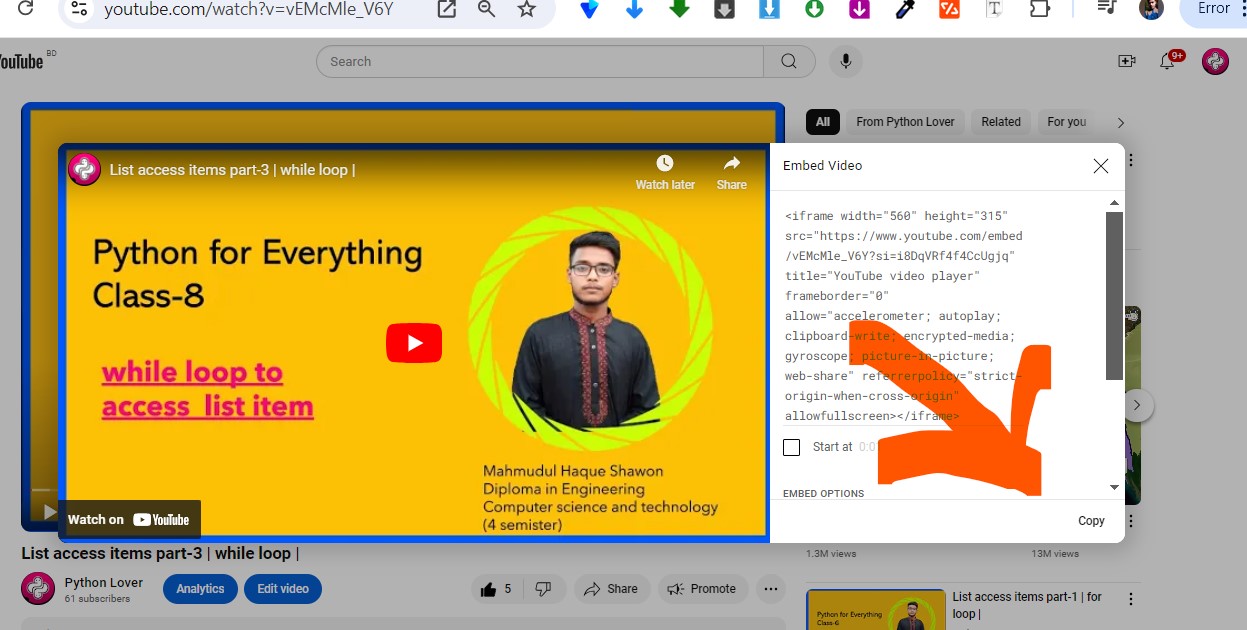 youtube.com/watch?v=vEMcMle_V6Y
Error
YouTube BD
Search
9+
All
From Python Lover
Related
For you
List access items part-3 | while loop |
Watch later
Share
Python for Everything
Class-8
while loop to
access list item
Mahmudul Haque Shawon
Diploma in Engineering
Computer science and technology
(4 semister)
Watch on YouTube
Embed Video
<iframe width="560" height="315"
src="https://www.youtube.com/embed
/vEMcMle_V6Y?si=i8DqVRf4f4CcUgjq"
title="YouTube video player"
frameborder="0"
allow="accelerometer; autoplay;
clipboard-write; encrypted-media;
gyroscope; picture-in-picture;
web-share" referrerpolicy="strict-
origin-when-cross-origin"
allowfullscreen></iframe>
Start at
EMBED OPTIONS
Copy
List access items part-3 | while loop |
Python Lover
61 subscribers
Analytics
Edit video
5
Share
Promote
1.3M views
13M views
Python for Everything
Class-6
List access items part-1 | for
loop |